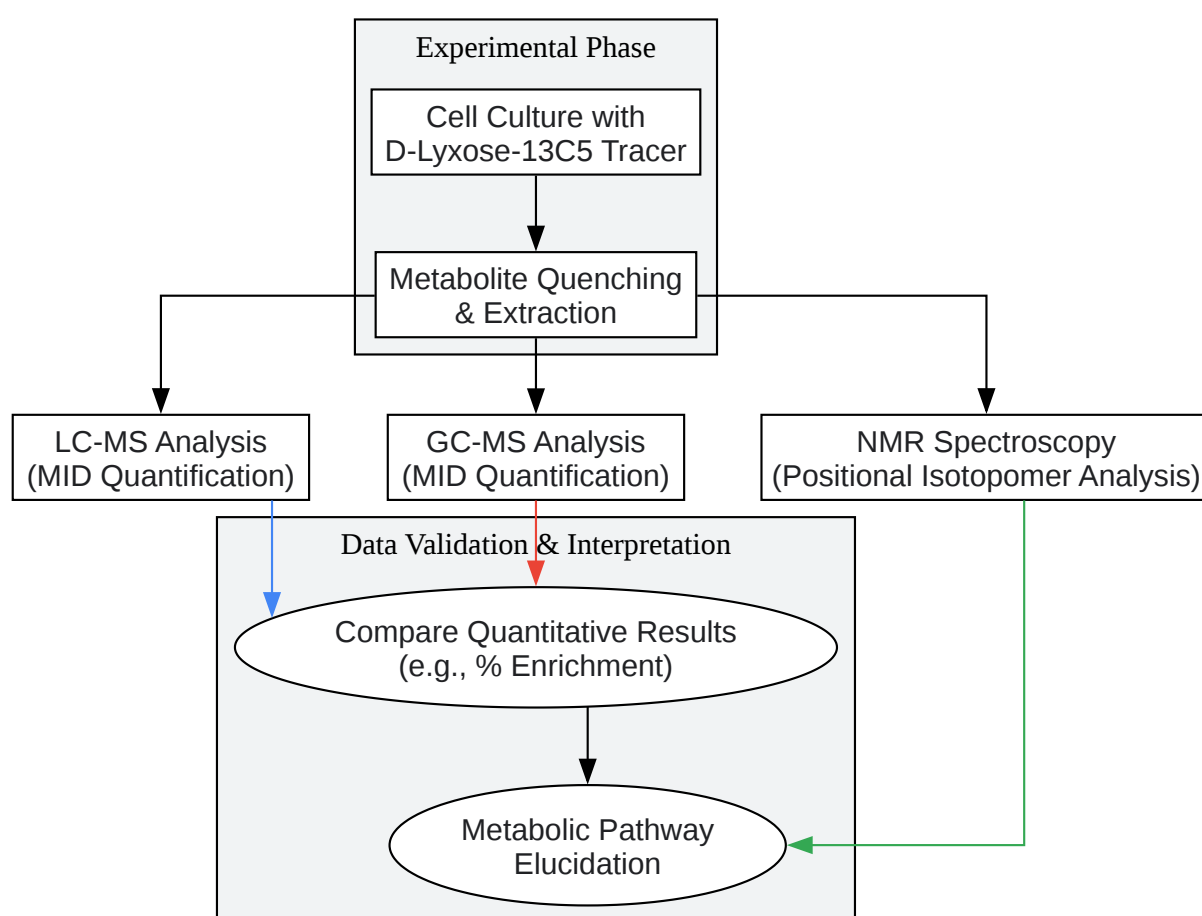 Experimental Phase
Cell Culture with
D-Lyxose-13C5 Tracer
Metabolite Quenching
& Extraction
LC-MS Analysis
(MID Quantification)
GC-MS Analysis
(MID Quantification)
NMR Spectroscopy
(Positional Isotopomer Analysis)
Data Validation & Interpretation
Compare Quantitative Results
(e.g., % Enrichment)
Metabolic Pathway
Elucidation